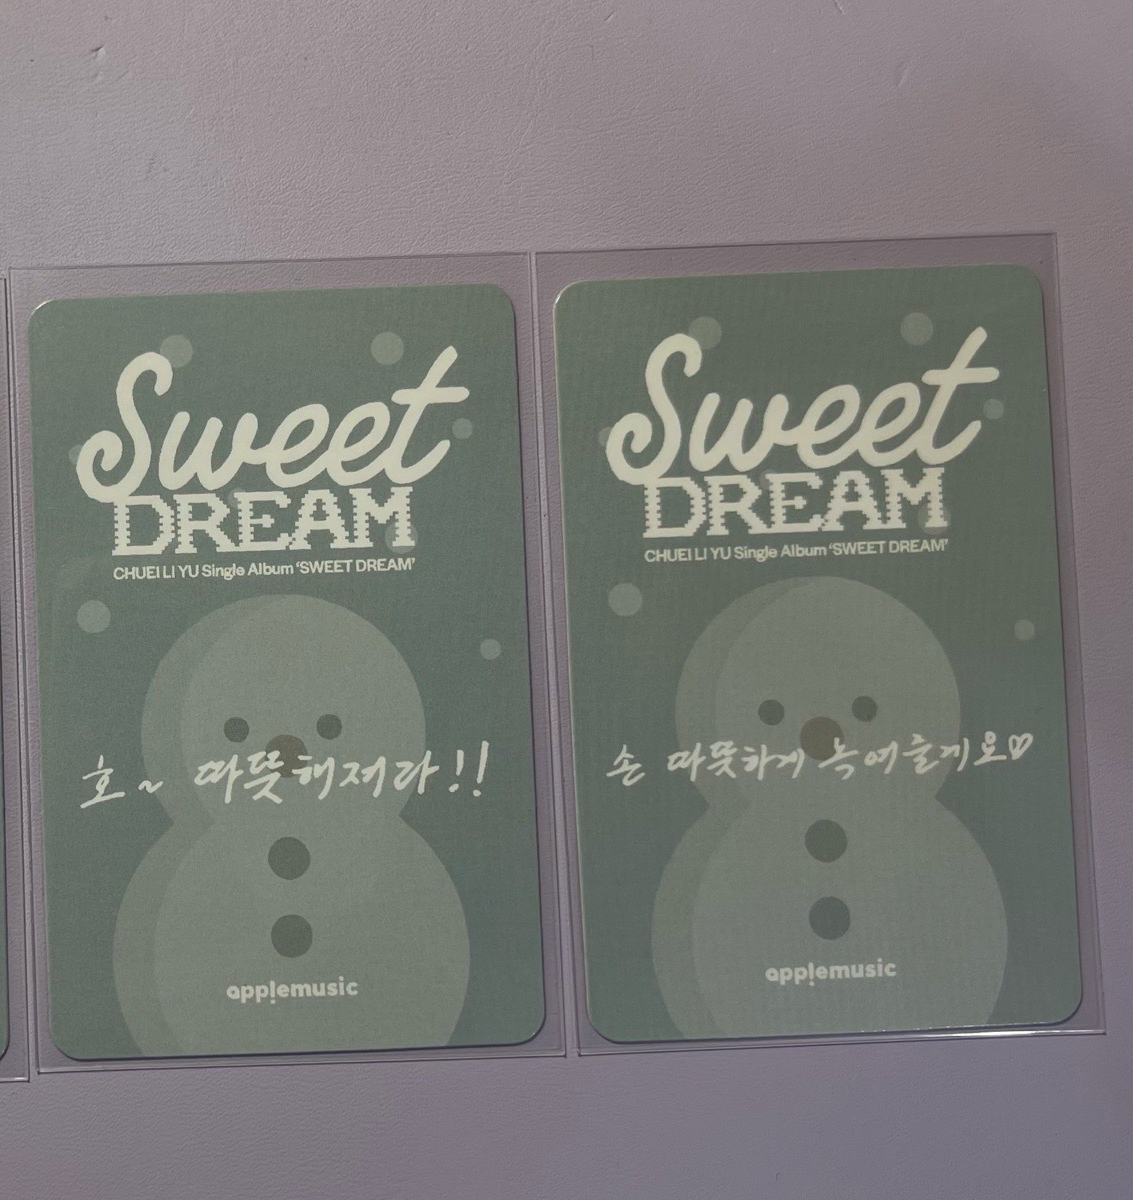 Sweet
DREAM
CHUEI LI YU Single Album ‘SWEET DREAM’
호~ 따뜻해져라!!
applemusic
Sweet
DREAM
CHUEI LI YU Single Album ‘SWEET DREAM’
손 따뜻하게 녹여줄게요♡
applemusic